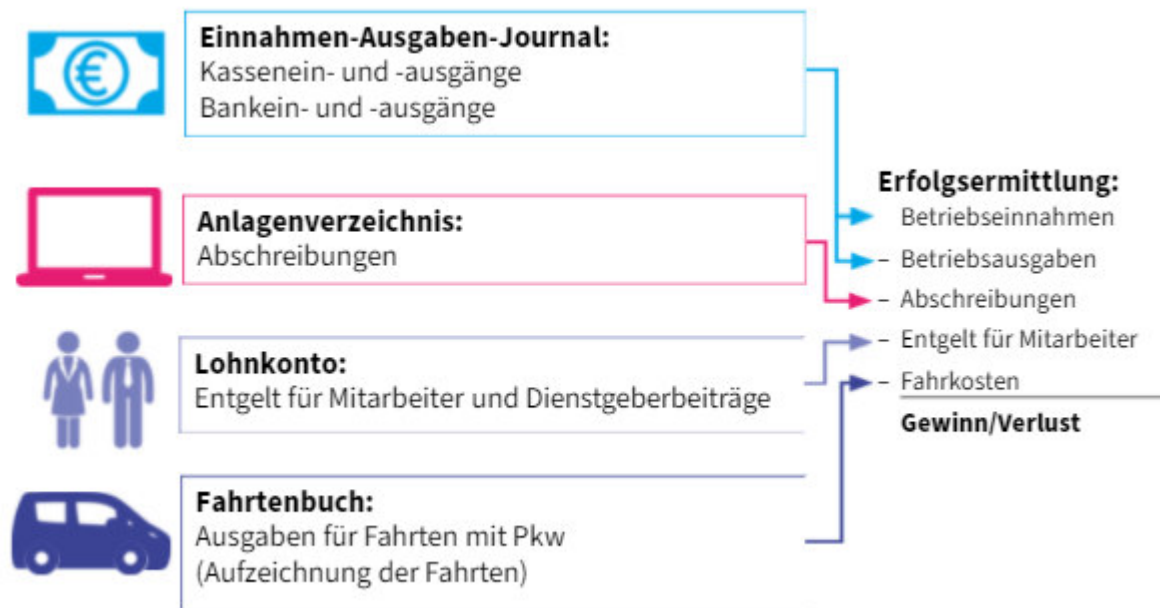 Einnahmen-Ausgaben-Journal:
Kassenein- und -ausgänge
Bankein- und -ausgänge
Anlagenverzeichnis:
Abschreibungen
Lohnkonto:
Entgelt für Mitarbeiter und Dienstgeberbeiträge
Fahrtenbuch:
Ausgaben für Fahrten mit Pkw
(Aufzeichnung der Fahrten)
Erfolgsermittlung:
Betriebseinnahmen
– Betriebsausgaben
– Abschreibungen
– Entgelt für Mitarbeiter
– Fahrkosten
Gewinn/Verlust